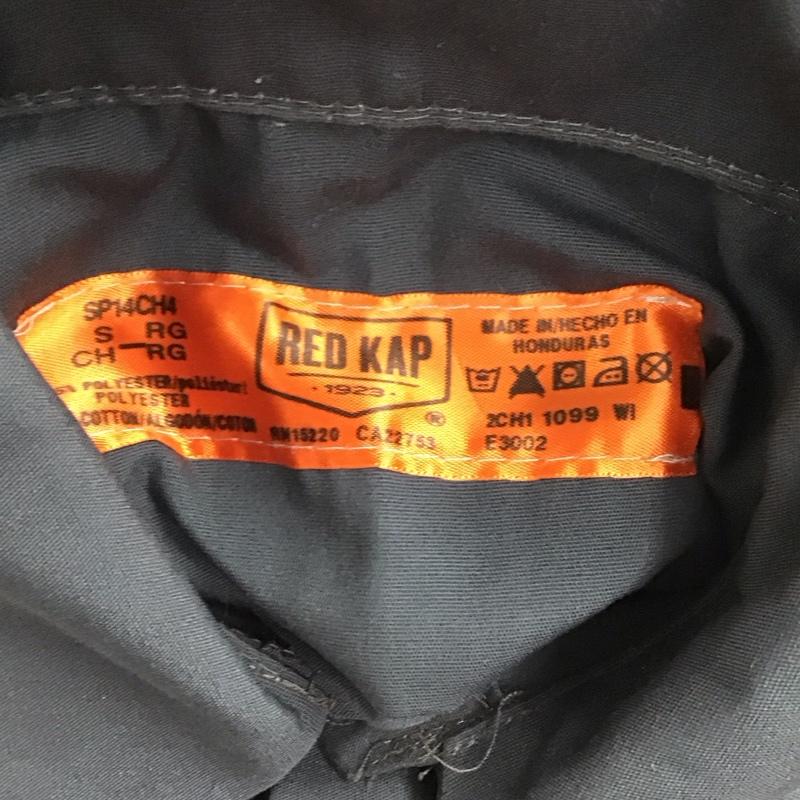 SP14CH4
S RG
CH RG
POLYESTER/poliéster/
POLYESTER
COTTON/ALGODÓN/COTON
RED KAP
· 1923 ·
®
RN15220 CA22753
MADE IN/HECHO EN
HONDURAS
2CH1 1099 WI
E3002